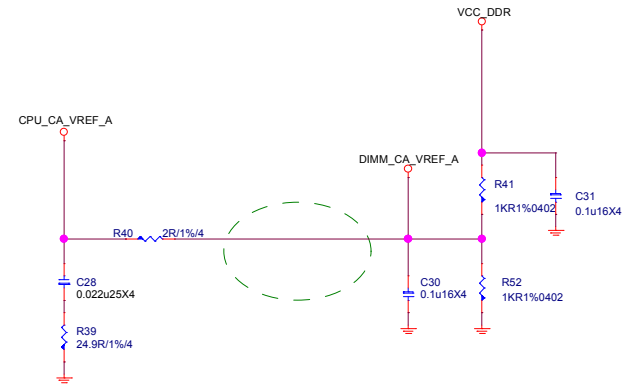 VCC_DDR
CPU_CA_VREF_A
DIMM_CA_VREF_A
R41
1KR1%0402
C31
0.1u16X4
R40
2R/1%/4
C28
0.022u25X4
C30
0.1u16X4
R52
1KR1%0402
R39
24.9R/1%/4